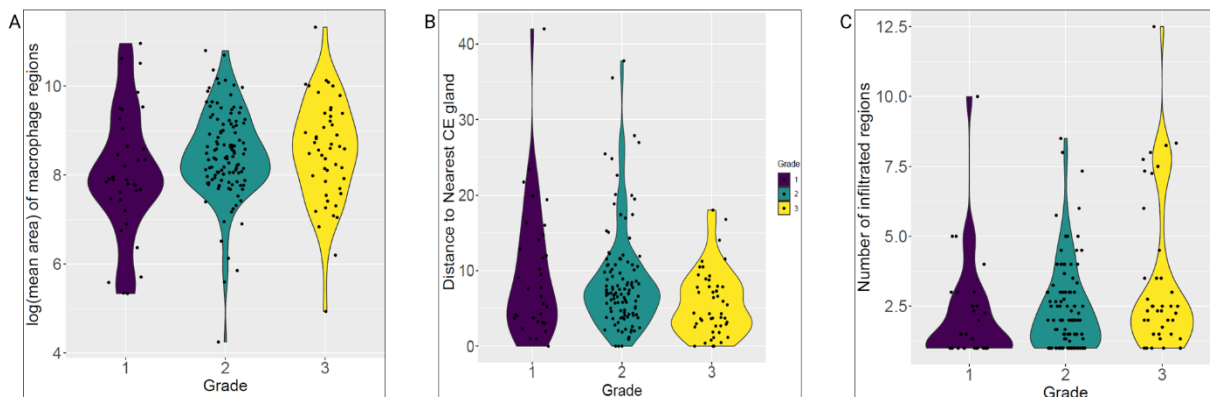 A
log(mean area) of macrophage regions
10
8
6
4
1 2 3
Grade
B
Distance to Nearest CE gland
40
30
20
10
0
1 2 3
Grade
Grade
1
2
3
C
Number of infiltrated regions
12.5
10.0
7.5
5.0
2.5
1 2 3
Grade